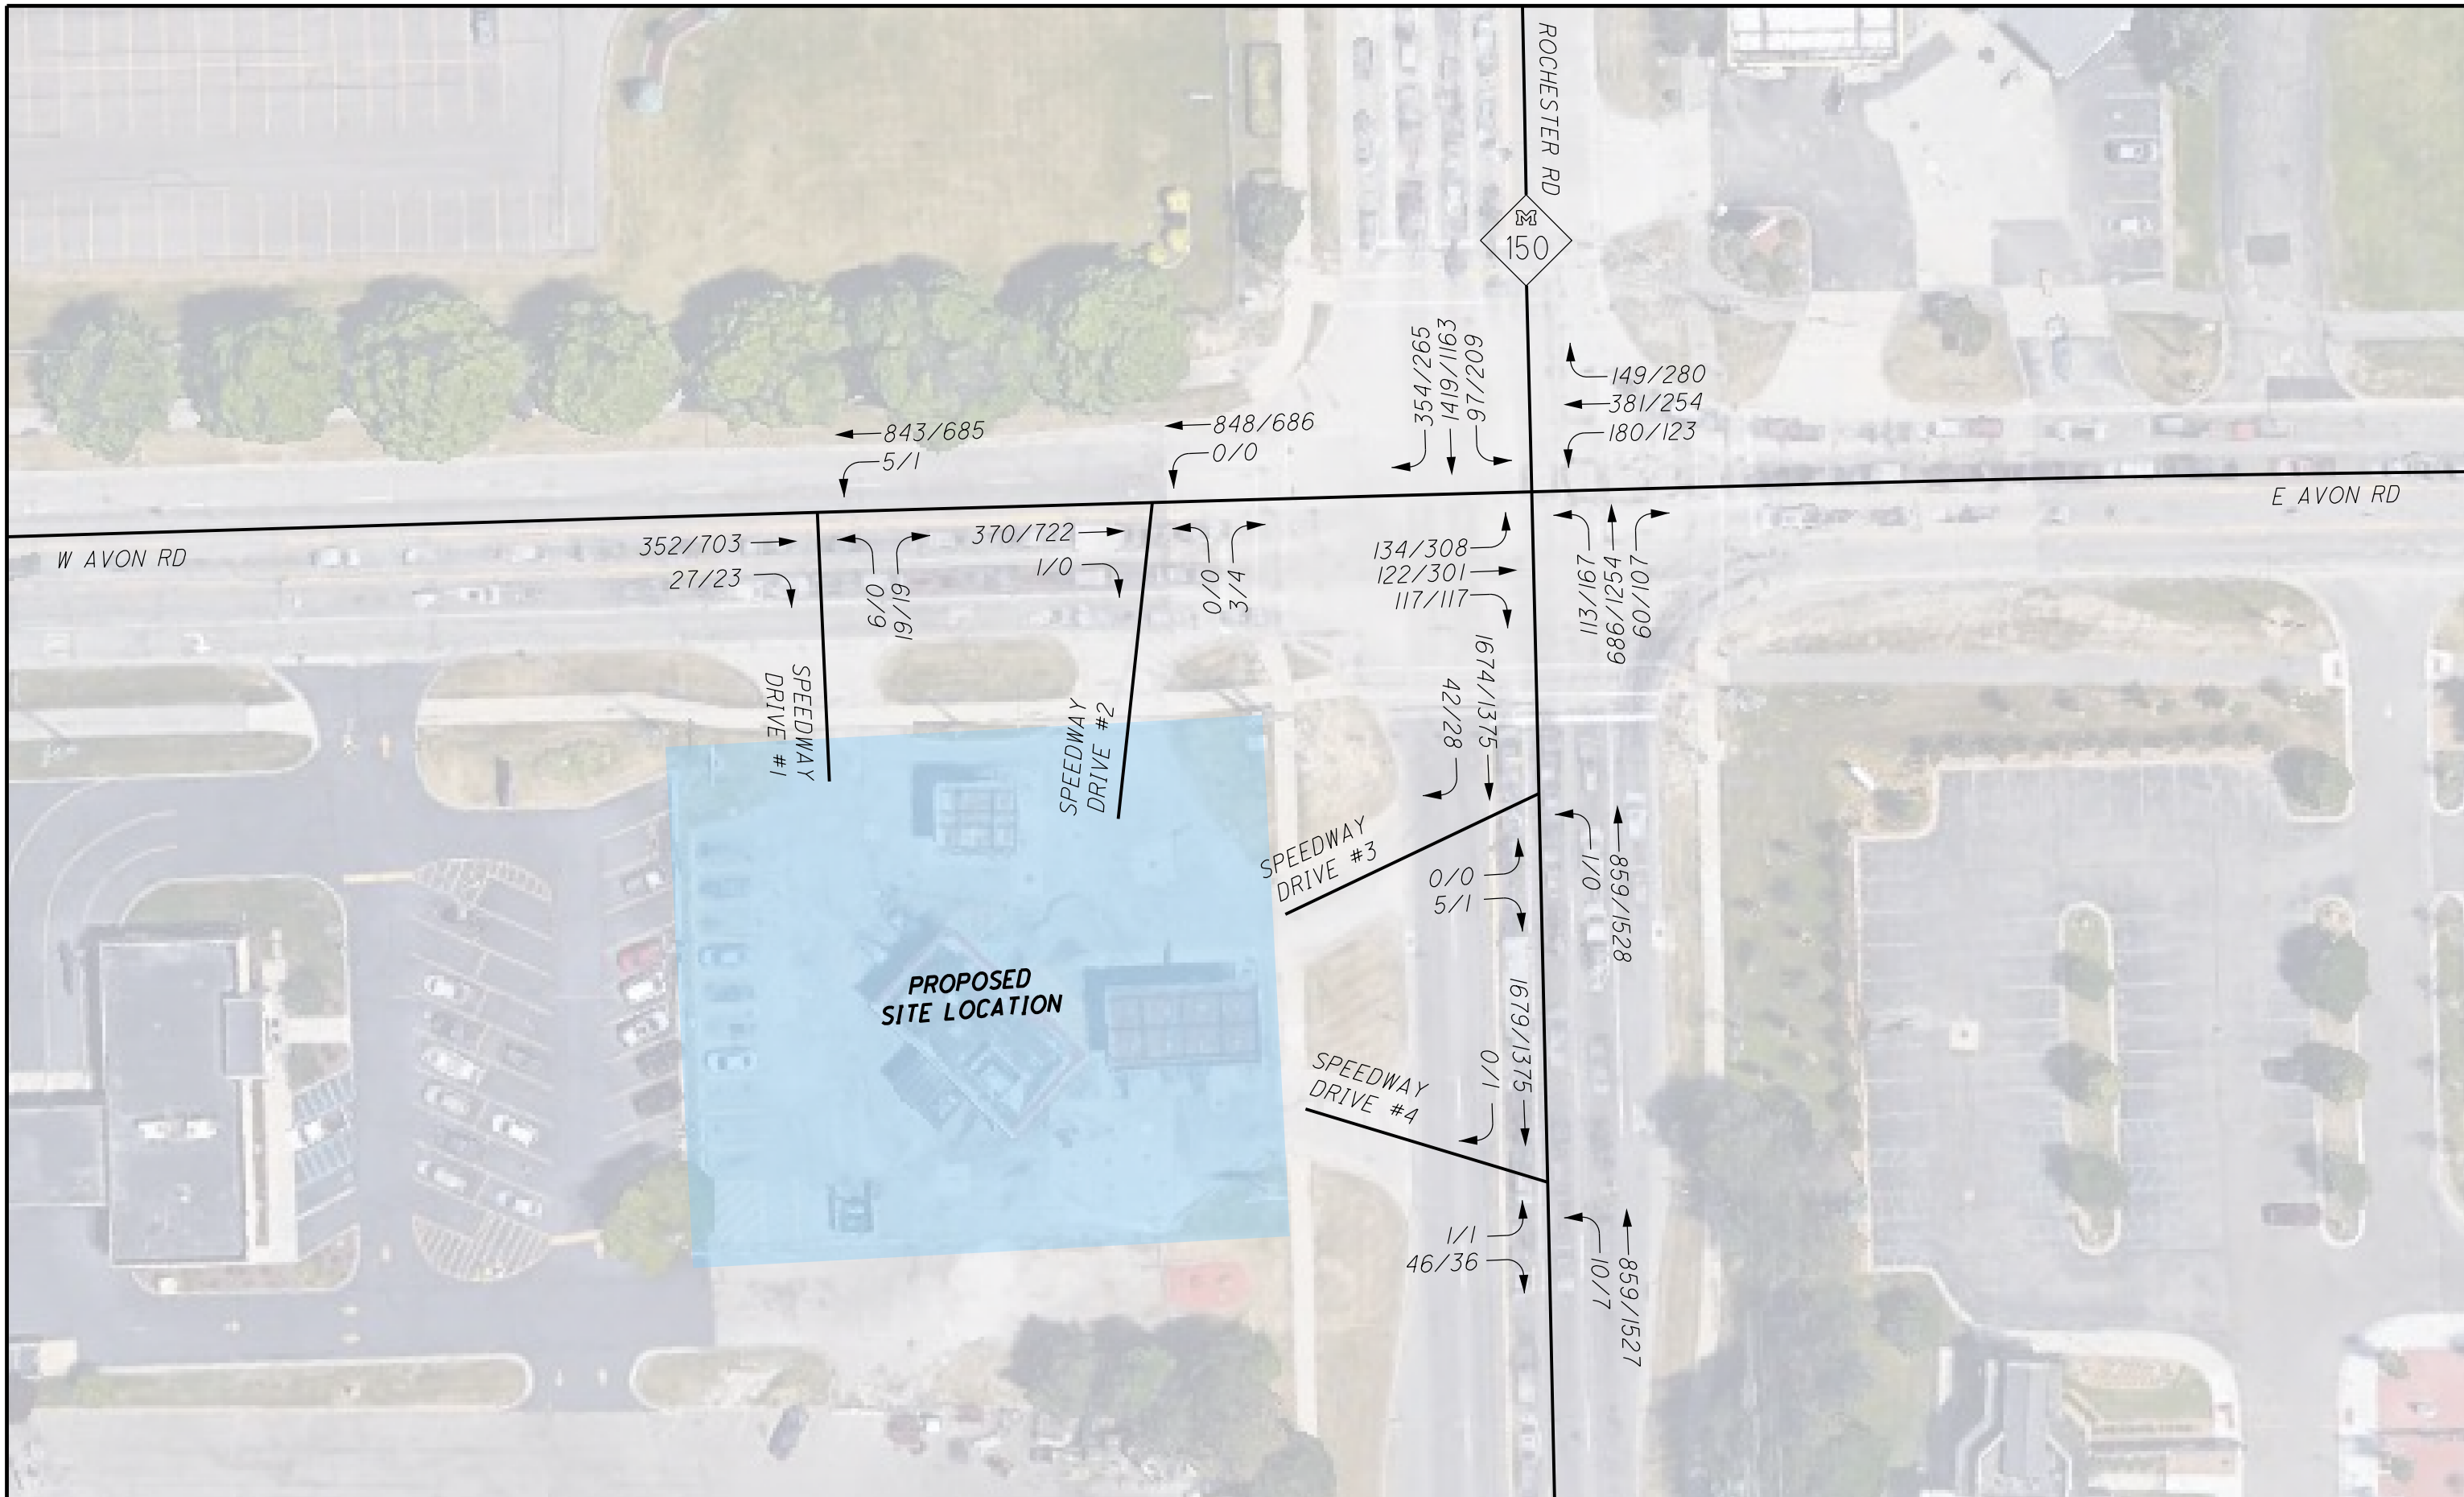 ROCHESTER RD
M
150
354/265
1419/1163
97/209
149/280
381/254
180/123
843/685
5/1
848/686
0/0
E AVON RD
W AVON RD
352/703
27/23
6/0
19/19
370/722
1/0
0/0
3/4
134/308
122/301
117/117
113/167
686/1254
60/107
SPEEDWAY
DRIVE #1
SPEEDWAY
DRIVE #2
42/28
1674/1375
SPEEDWAY
DRIVE #3
0/0
5/1
1/0
859/1528
PROPOSED
SITE LOCATION
SPEEDWAY
DRIVE #4
0/1
1679/1375
1/1
46/36
10/7
859/1527